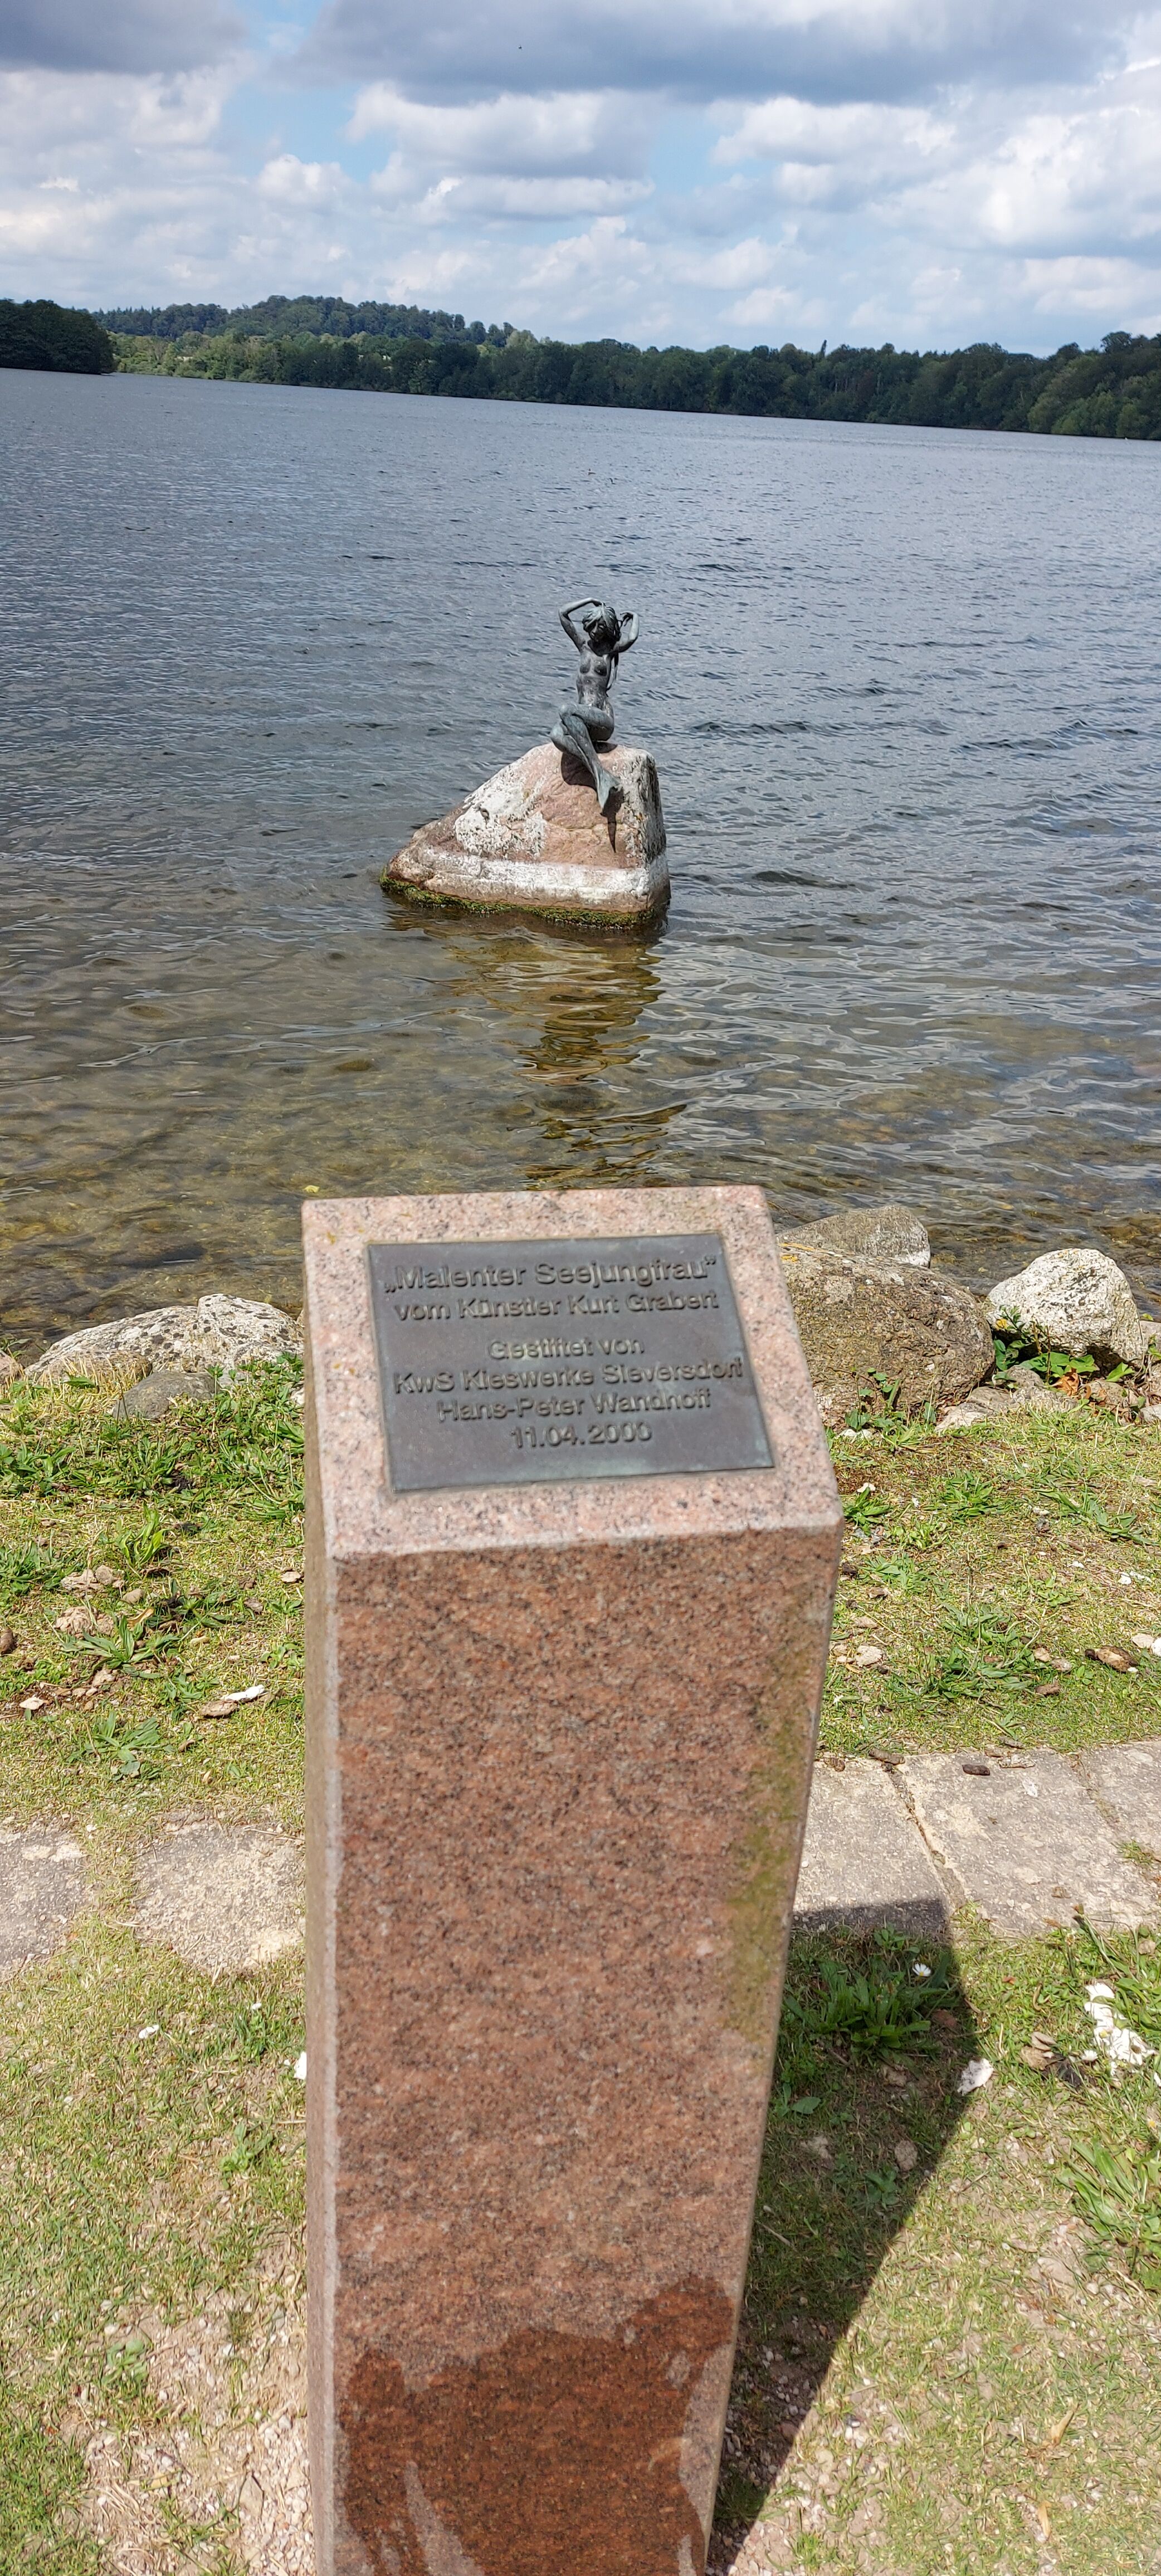 „Malenter Seejungfrau“
vom Künstler Kurt Grabert
Gestiftet von
KwS Kieswerke Sieversdorf
Hans-Peter Wandhoff
11.04.2000